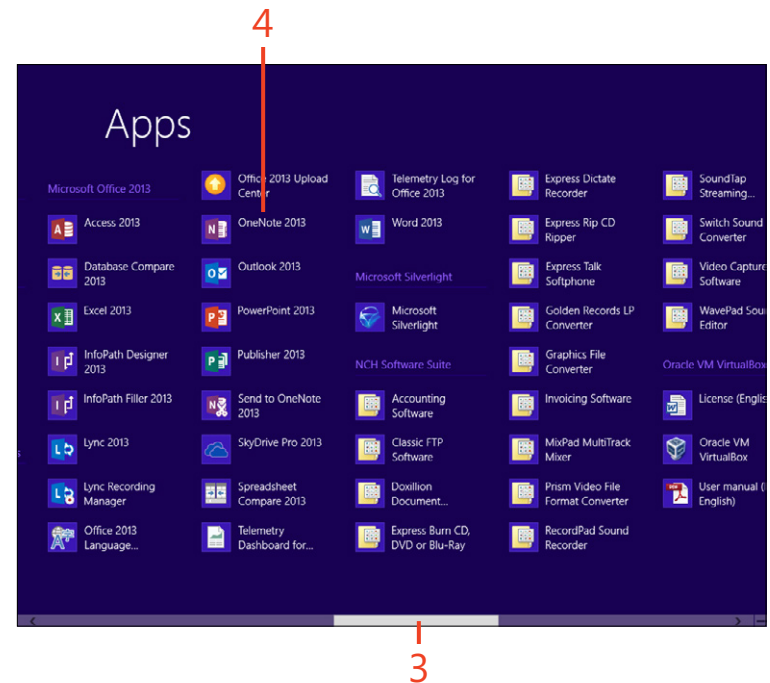 4
Apps
Microsoft Office 2013
Access 2013
Database Compare
2013
Excel 2013
InfoPath Designer
2013
InfoPath Filler 2013
Lync 2013
Lync Recording
Manager
Office 2013
Language...
Office 2013 Upload
Center
OneNote 2013
Outlook 2013
PowerPoint 2013
Publisher 2013
Send to OneNote
2013
SkyDrive Pro 2013
Spreadsheet
Compare 2013
Telemetry
Dashboard for...
Telemetry Log for
Office 2013
Word 2013
Microsoft Silverlight
Microsoft
Silverlight
NCH Software Suite
Accounting
Software
Classic FTP
Software
Doxillion
Document...
Express Burn CD,
DVD or Blu-Ray
Express Dictate
Recorder
Express Rip CD
Ripper
Express Talk
Softphone
Golden Records LP
Converter
Graphics File
Converter
Invoicing Software
MixPad MultiTrack
Mixer
Prism Video File
Format Converter
RecordPad Sound
Recorder
SoundTap
Streaming...
Switch Sound
Converter
Video Capture
Software
WavePad Sou
Editor
Oracle VM VirtualBox
License (Englis
Oracle VM
VirtualBox
User manual (
English)
3